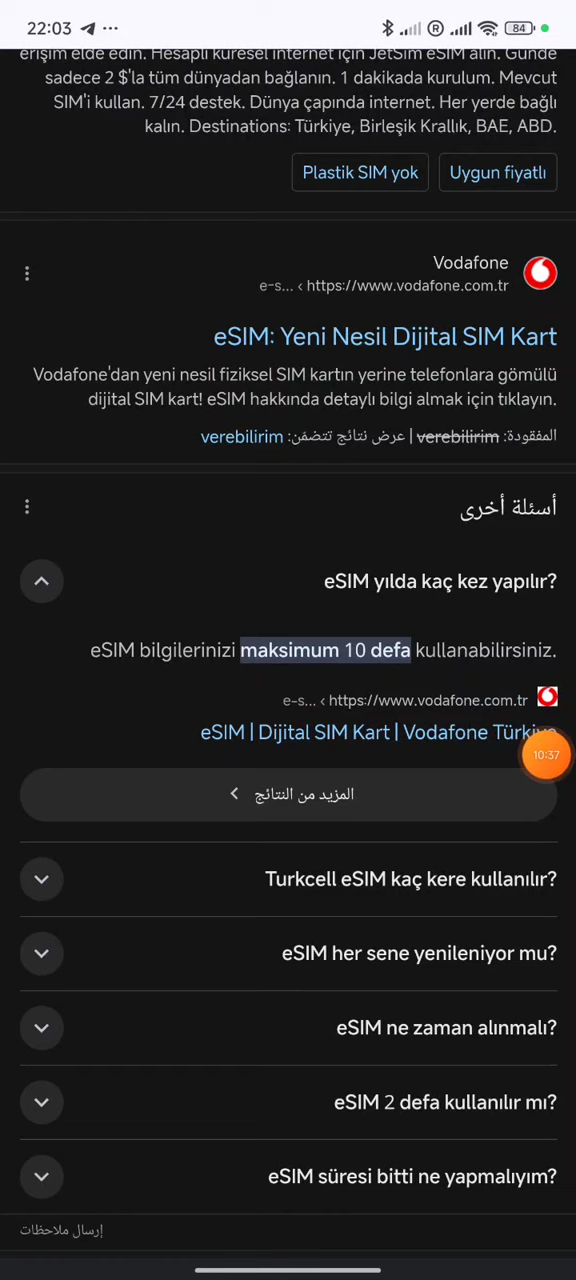 22:03
84
erişim elde edin. Hesaplı küresel internet için JetSim eSIM alın. Günde
sadece 2 $'la tüm dünyadan bağlanın. 1 dakikada kurulum. Mevcut
SIM'i kullan. 7/24 destek. Dünya çapında internet. Her yerde bağlı
kalın. Destinations: Türkiye, Birleşik Krallık, BAE, ABD.
Plastik SIM yok
Uygun fiyatlı
Vodafone
https://www.vodafone.com.tr › e-s...
eSIM: Yeni Nesil Dijital SIM Kart
Vodafone'dan yeni nesil fiziksel SIM kartın yerine telefonlara gömülü
dijital SIM kart! eSIM hakkında detaylı bilgi almak için tıklayın.
المفقودة: verebilirim | عرض نتائج تتضمّن: verebilirim
أسئلة أخرى
eSIM yılda kaç kez yapılır?
eSIM bilgilerinizi maksimum 10 defa kullanabilirsiniz.
https://www.vodafone.com.tr › e-s...
eSIM | Dijital SIM Kart | Vodafone Türkiye
10:37
المزيد من النتائج
Turkcell eSIM kaç kere kullanılır?
eSIM her sene yenileniyor mu?
eSIM ne zaman alınmalı?
eSIM 2 defa kullanılır mı?
eSIM süresi bitti ne yapmalıyım?
إرسال ملاحظات